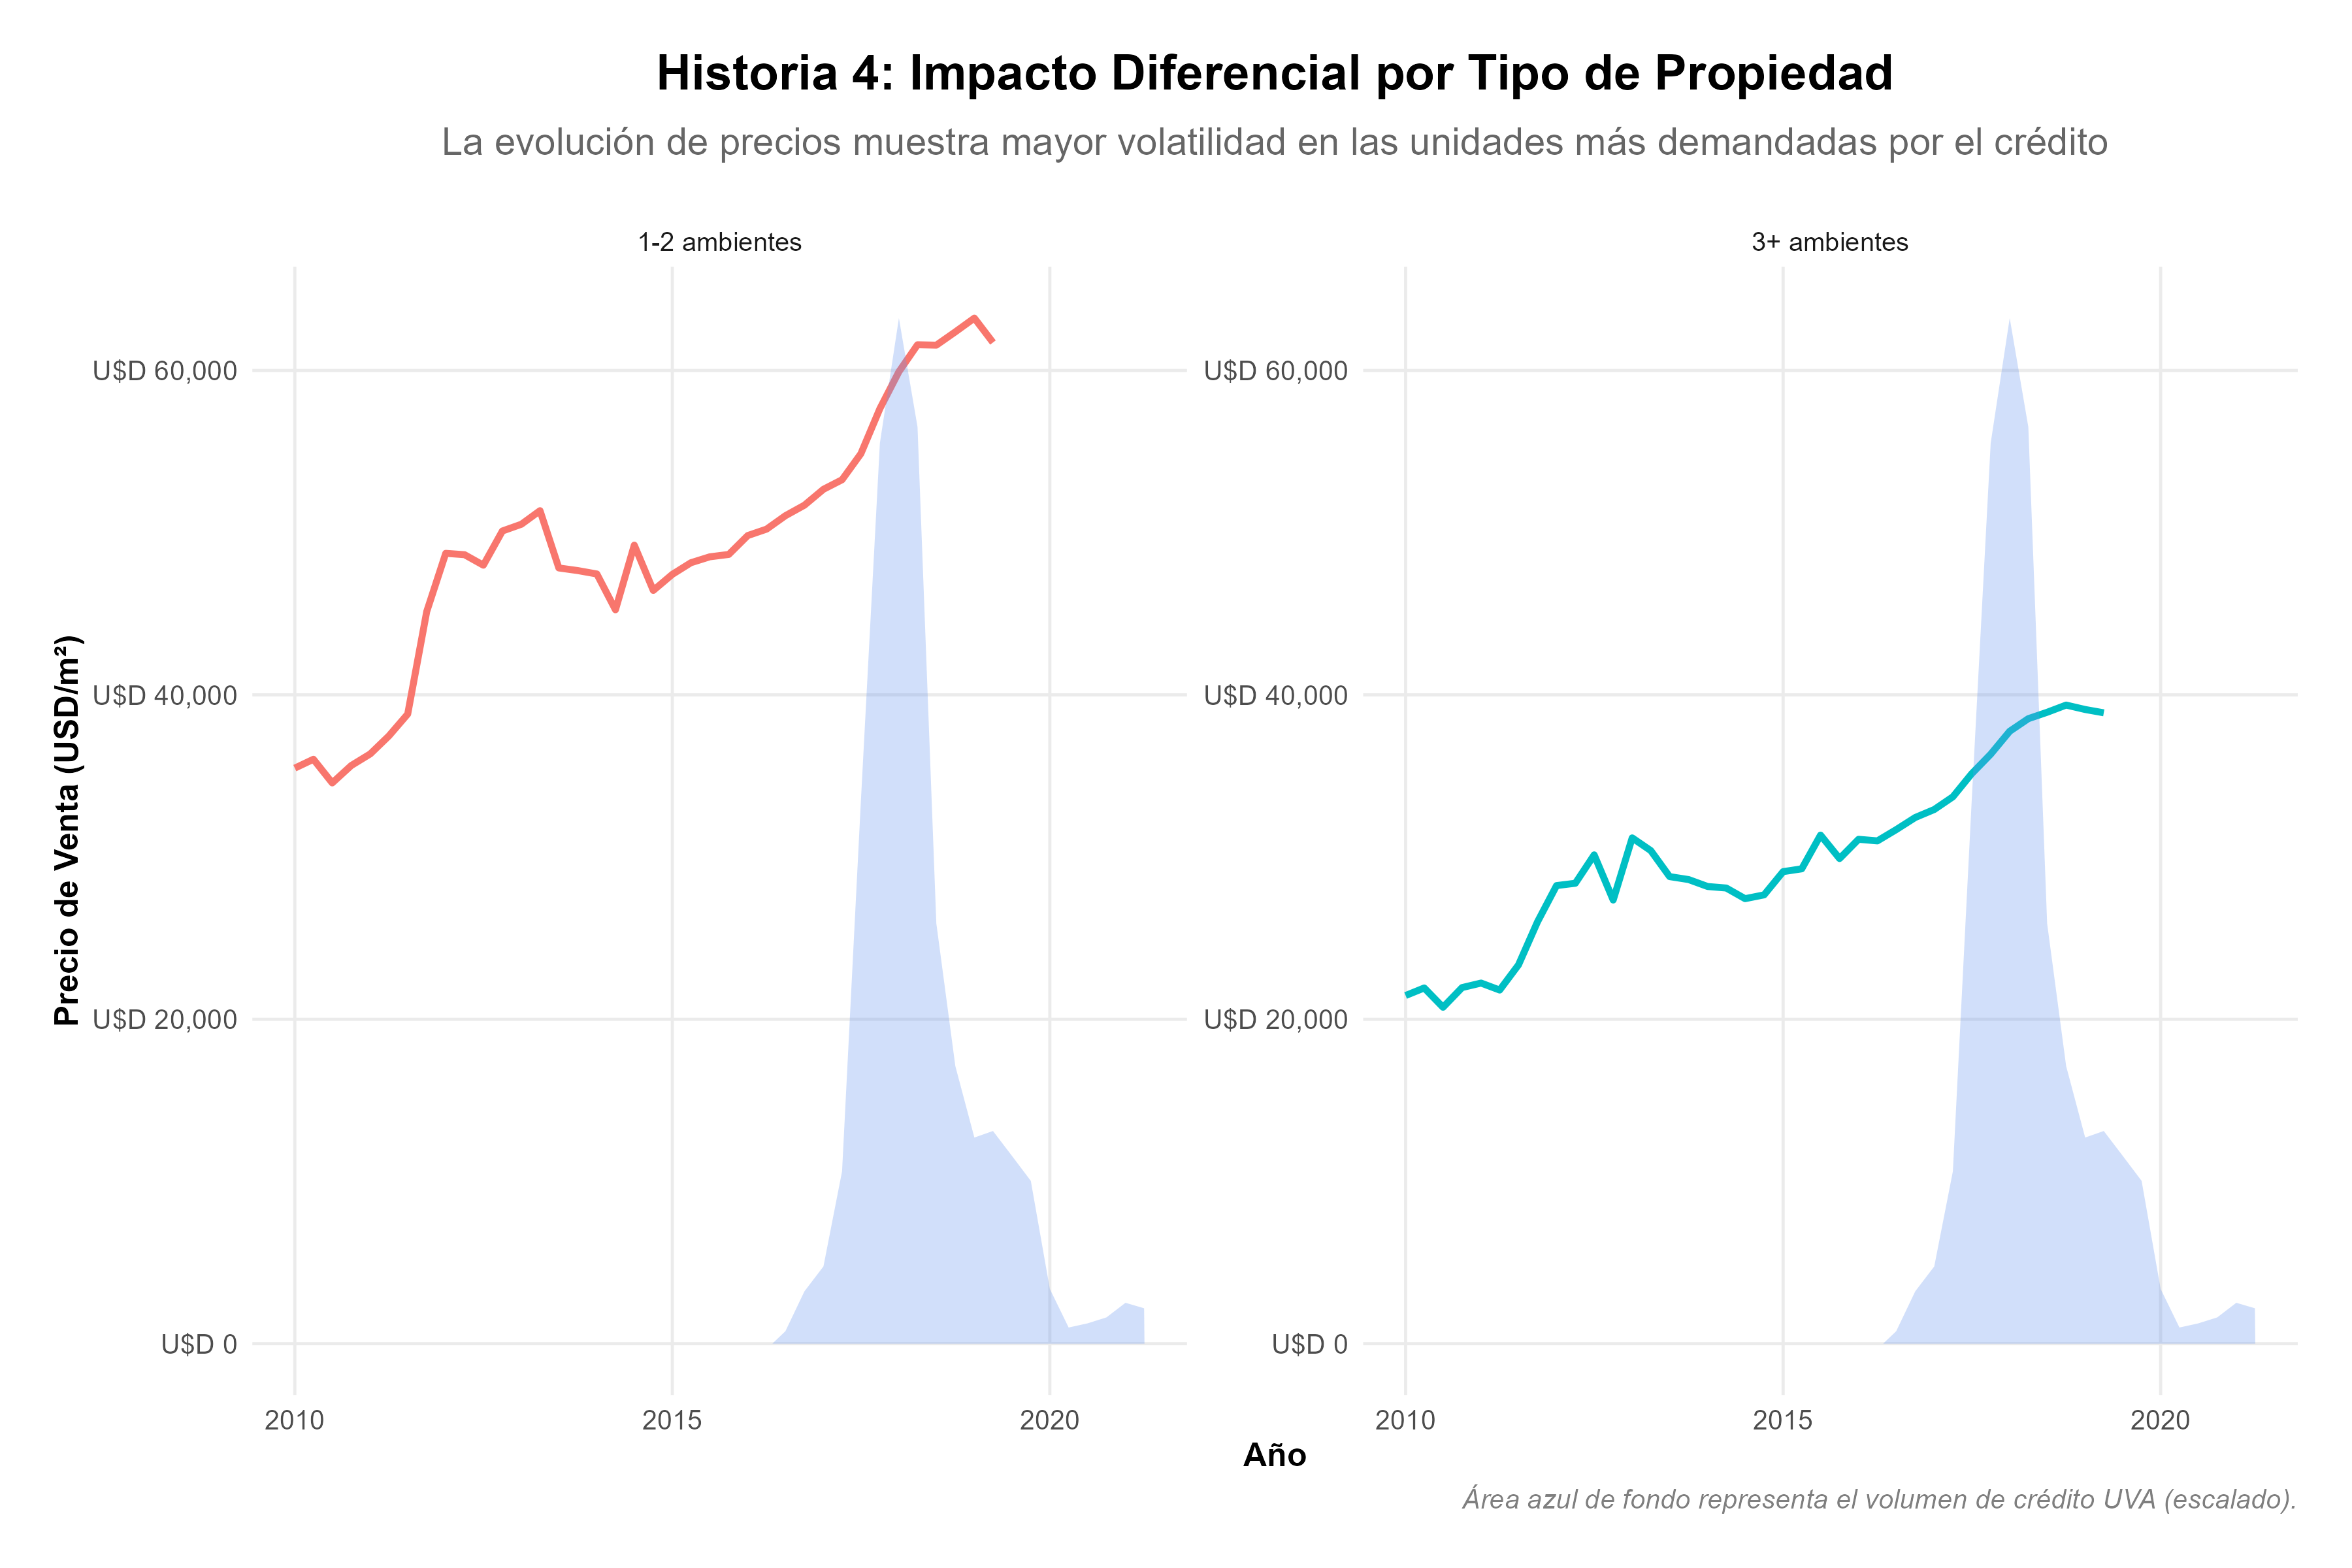 Historia 4: Impacto Diferencial por Tipo de Propiedad
La evolución de precios muestra mayor volatilidad en las unidades más demandadas por el crédito
1-2 ambientes
3+ ambientes
Precio de Venta (USD/m²)
U$D 60,000
U$D 40,000
U$D 20,000
U$D 0
U$D 60,000
U$D 40,000
U$D 20,000
U$D 0
2010
2015
2020
2010
2015
2020
Año
Área azul de fondo representa el volumen de crédito UVA (escalado).